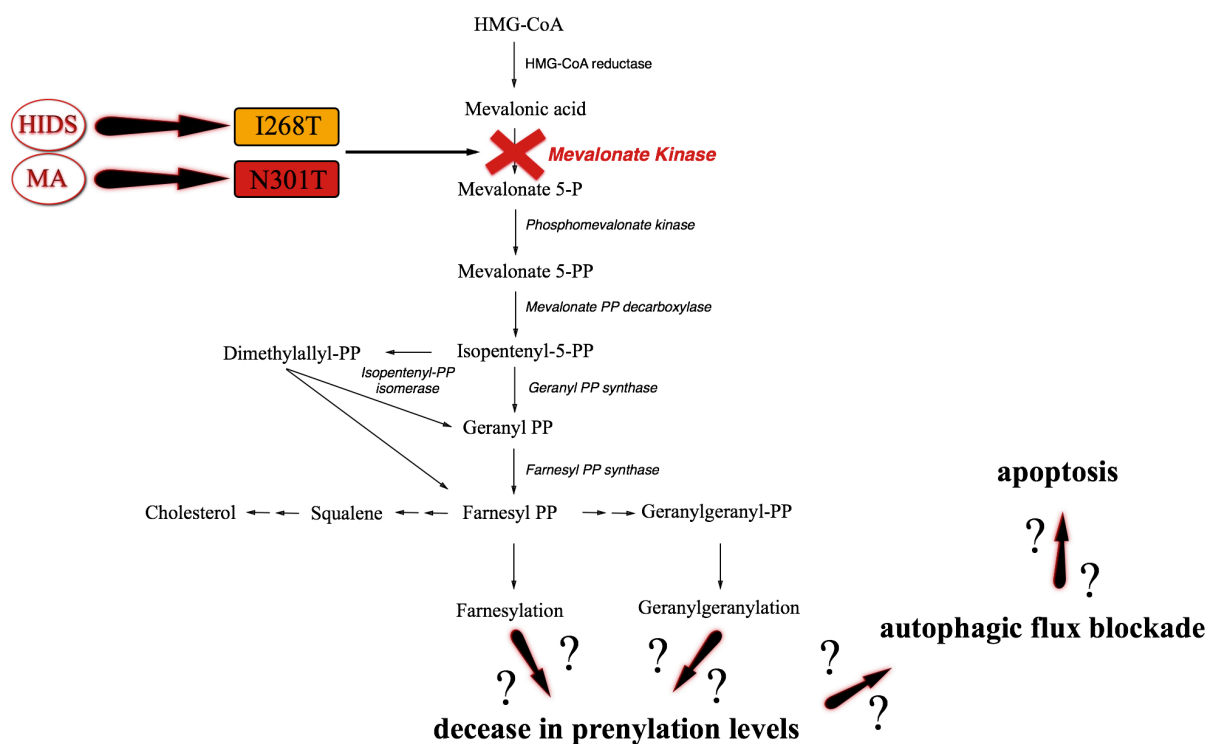 HMG-CoA
HMG-CoA reductase
Mevalonic acid
HIDS
I268T
Mevalonate Kinase
MA
N301T
Mevalonate 5-P
Phosphomevalonate kinase
Mevalonate 5-PP
Mevalonate PP decarboxylase
Dimethylallyl-PP
Isopentenyl-5-PP
Isopentenyl-PP
isomerase
Geranyl PP synthase
Geranyl PP
Farnesyl PP synthase
apoptosis
Cholesterol
Squalene
Farnesyl PP
Geranylgeranyl-PP
?
?
Farnesylation
Geranylgeranylation
autophagic flux blockade
?
?
?
?
?
?
decease in prenylation levels